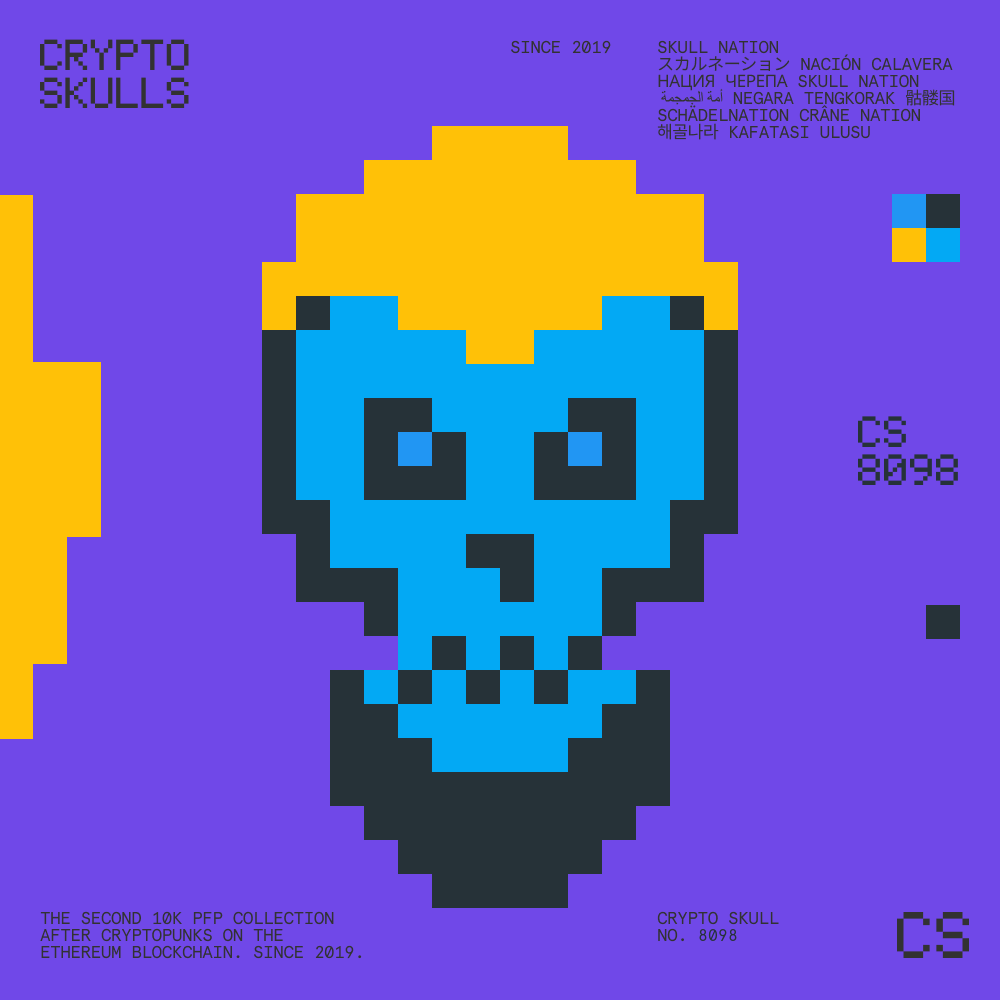 CRYPTO
SKULLS
SINCE 2019
SKULL NATION
スカルネーション NACIÓN CALAVERA
НАЦИЯ ЧЕРЕПА SKULL NATION
أمة الجمجمة NEGARA TENGKORAK 骷髅国
SCHÄDELNATION CRÂNE NATION
해골나라 KAFATASI ULUSU
CS
8098
THE SECOND 10K PFP COLLECTION
AFTER CRYPTOPUNKS ON THE
ETHEREUM BLOCKCHAIN. SINCE 2019.
CRYPTO SKULL
NO. 8098
CS